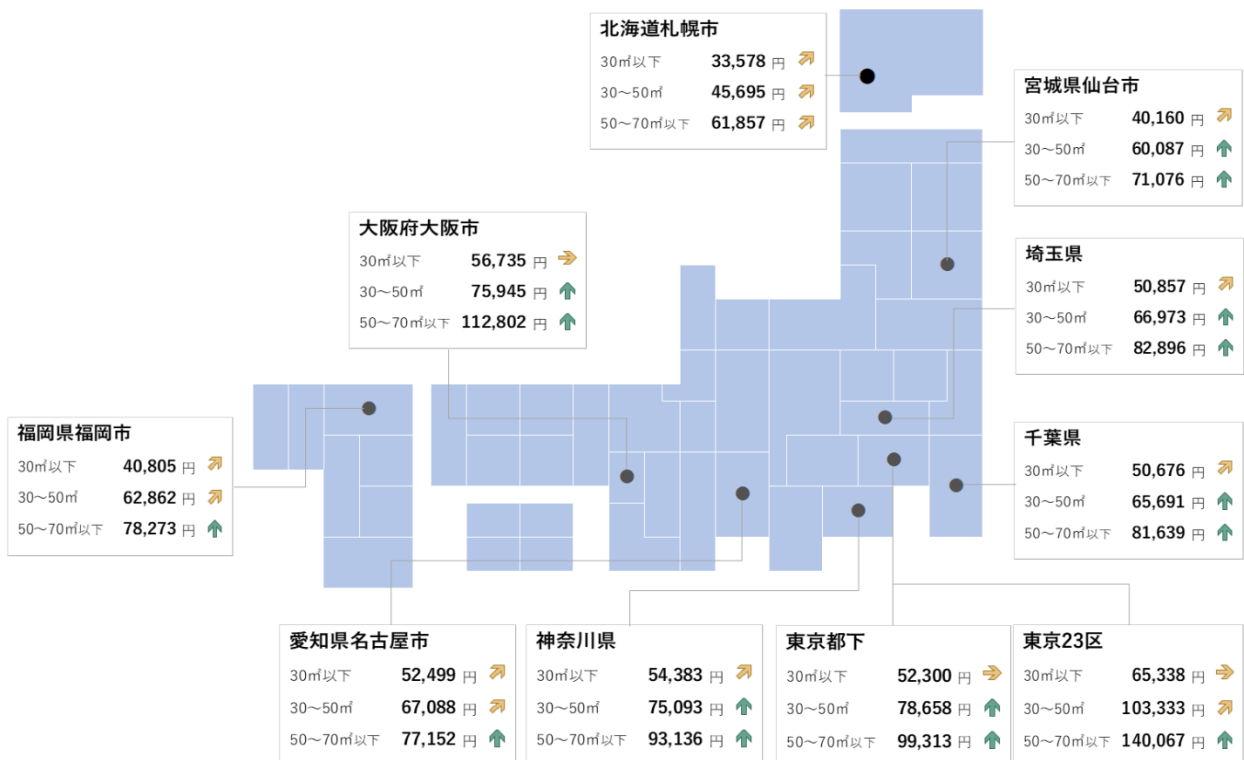 北海道札幌市
30㎡以下 33,578 円
30～50㎡ 45,695 円
50～70㎡以下 61,857 円
宮城県仙台市
30㎡以下 40,160 円
30～50㎡ 60,087 円
50～70㎡以下 71,076 円
大阪府大阪市
30㎡以下 56,735 円
30～50㎡ 75,945 円
50～70㎡以下 112,802 円
埼玉県
30㎡以下 50,857 円
30～50㎡ 66,973 円
50～70㎡以下 82,896 円
福岡県福岡市
30㎡以下 40,805 円
30～50㎡ 62,862 円
50～70㎡以下 78,273 円
千葉県
30㎡以下 50,676 円
30～50㎡ 65,691 円
50～70㎡以下 81,639 円
愛知県名古屋市
30㎡以下 52,499 円
30～50㎡ 67,088 円
50～70㎡以下 77,152 円
神奈川県
30㎡以下 54,383 円
30～50㎡ 75,093 円
50～70㎡以下 93,136 円
東京都下
30㎡以下 52,300 円
30～50㎡ 78,658 円
50～70㎡以下 99,313 円
東京23区
30㎡以下 65,338 円
30～50㎡ 103,333 円
50～70㎡以下 140,067 円